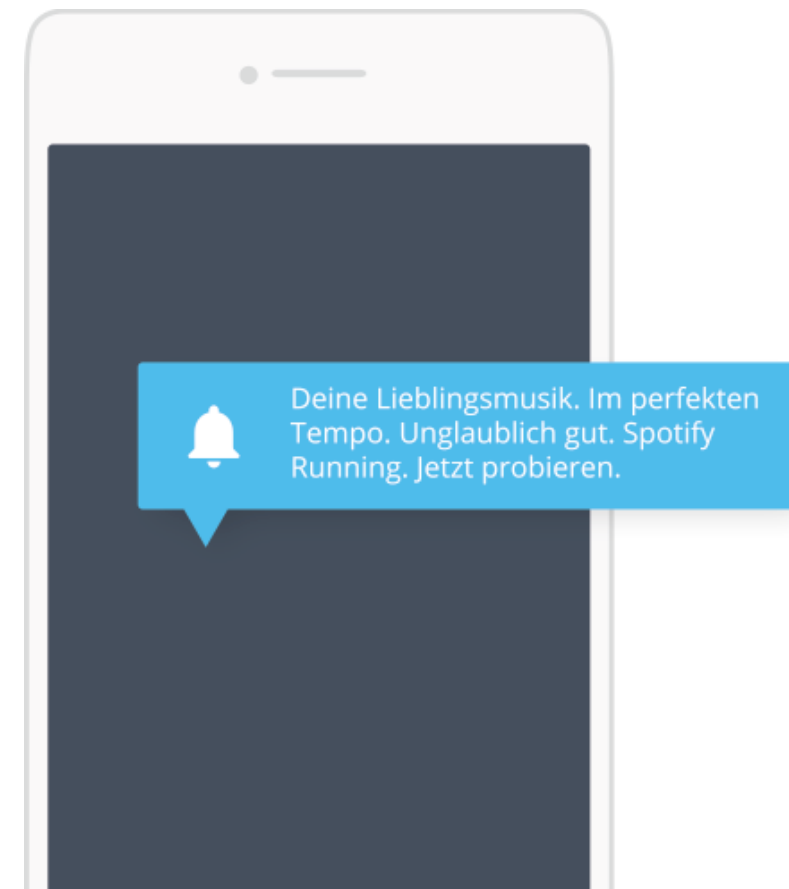 Deine Lieblingsmusik. Im perfekten
Tempo. Unglaublich gut. Spotify
Running. Jetzt probieren.